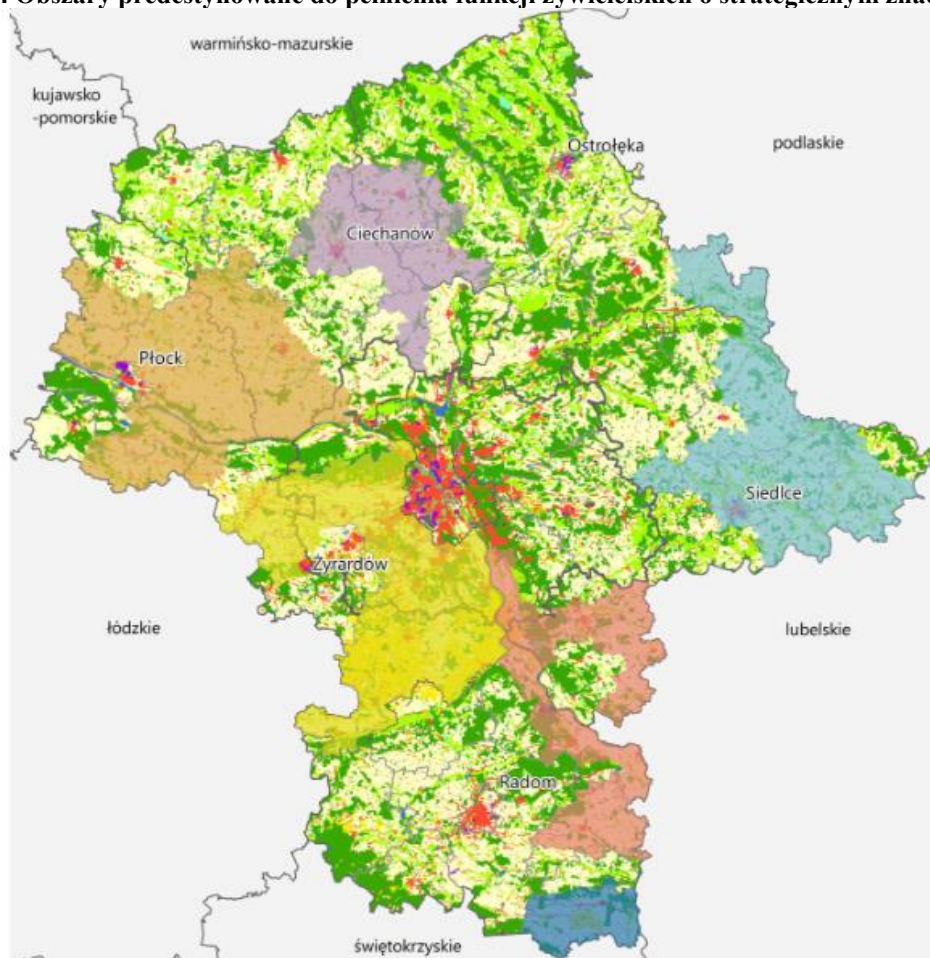 Obszary predestynowane do pełnienia funkcji żywicielskich o strategicznym
warmińsko-mazurskie
kujawsko
-pomorskie
Ostrołęka
podlaskie
Ciechanów
Płock
Siedlce
Żyrardów
łódzkie
lubelskie
Radom
świętokrzyskie